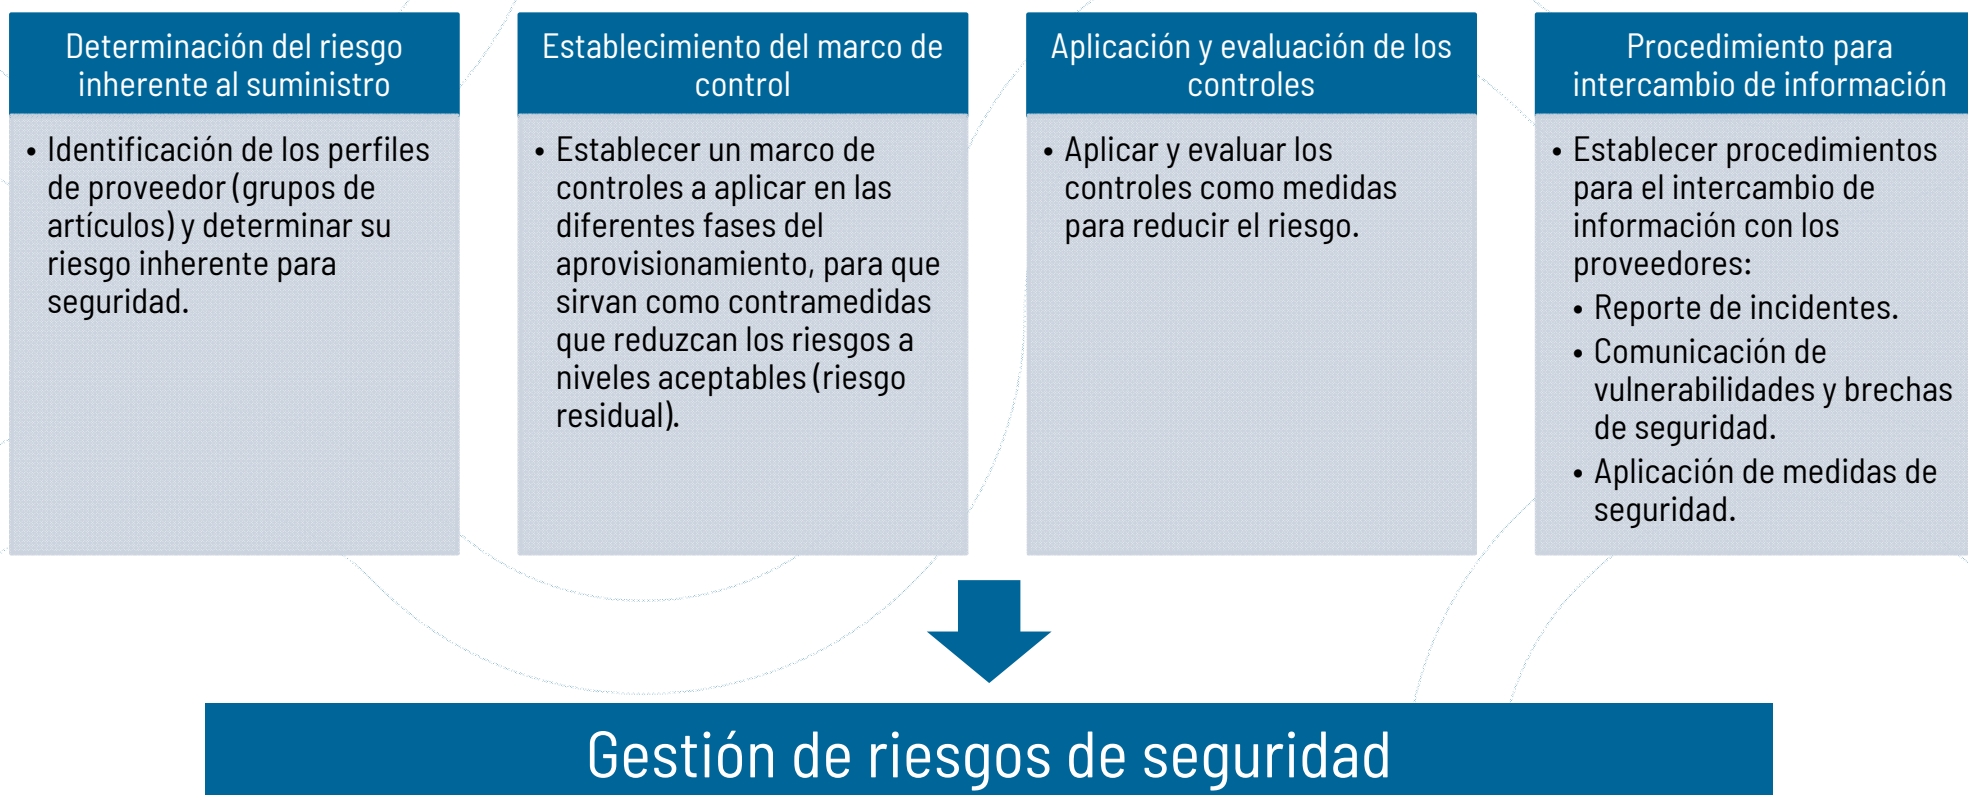 Determinación del riesgo
inherente al suministro
• Identificación de los perfiles
de proveedor (grupos de
artículos) y determinar su
riesgo inherente para
seguridad.
Establecimiento del marco de
control
• Establecer un marco de
controles a aplicar en las
diferentes fases del
aprovisionamiento, para que
sirvan como contramedidas
que reduzcan los riesgos a
niveles aceptables (riesgo
residual).
Aplicación y evaluación de los
controles
• Aplicar y evaluar los
controles como medidas
para reducir el riesgo.
Procedimiento para
intercambio de información
• Establecer procedimientos
para el intercambio de
información con los
proveedores:
• Reporte de incidentes.
• Comunicación de
vulnerabilidades y brechas
de seguridad.
• Aplicación de medidas de
seguridad.
Gestión de riesgos de seguridad